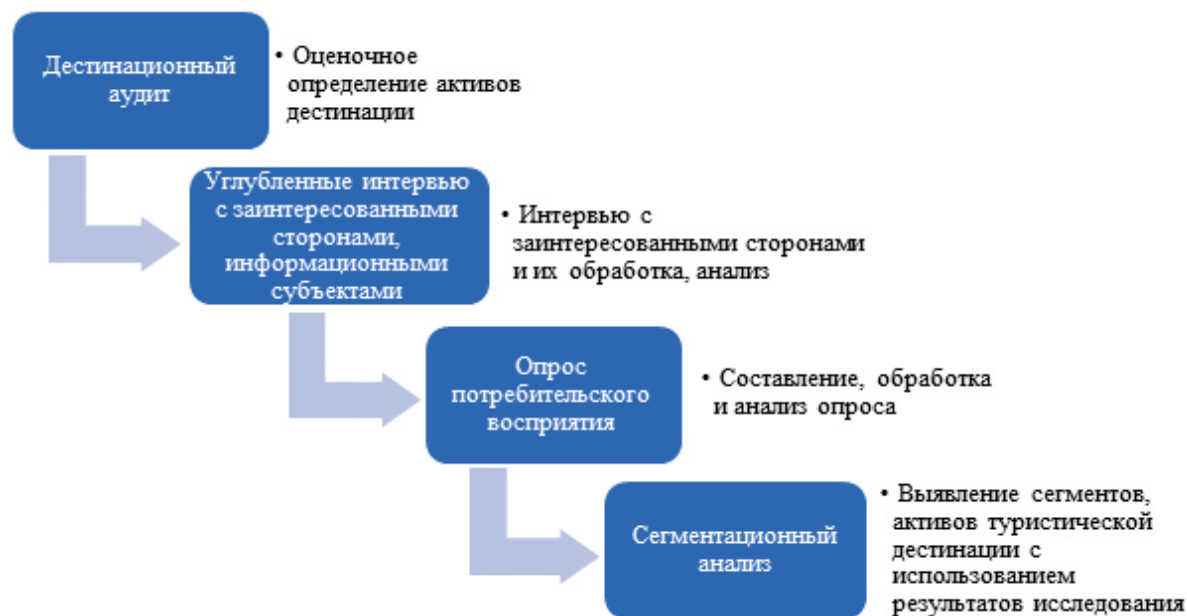 Дестинационный
аудит
• Оценочное
определение активов
дестинации
Углубленные интервью
с заинтересованными
сторонами,
информационными
субъектами
• Интервью с
заинтересованными сторонами
и их обработка, анализ
Опрос
потребительского
восприятия
• Составление, обработка
и анализ опроса
Сегментационный
анализ
• Выявление сегментов,
активов туристической
дестинации с
использованием
результатов исследования